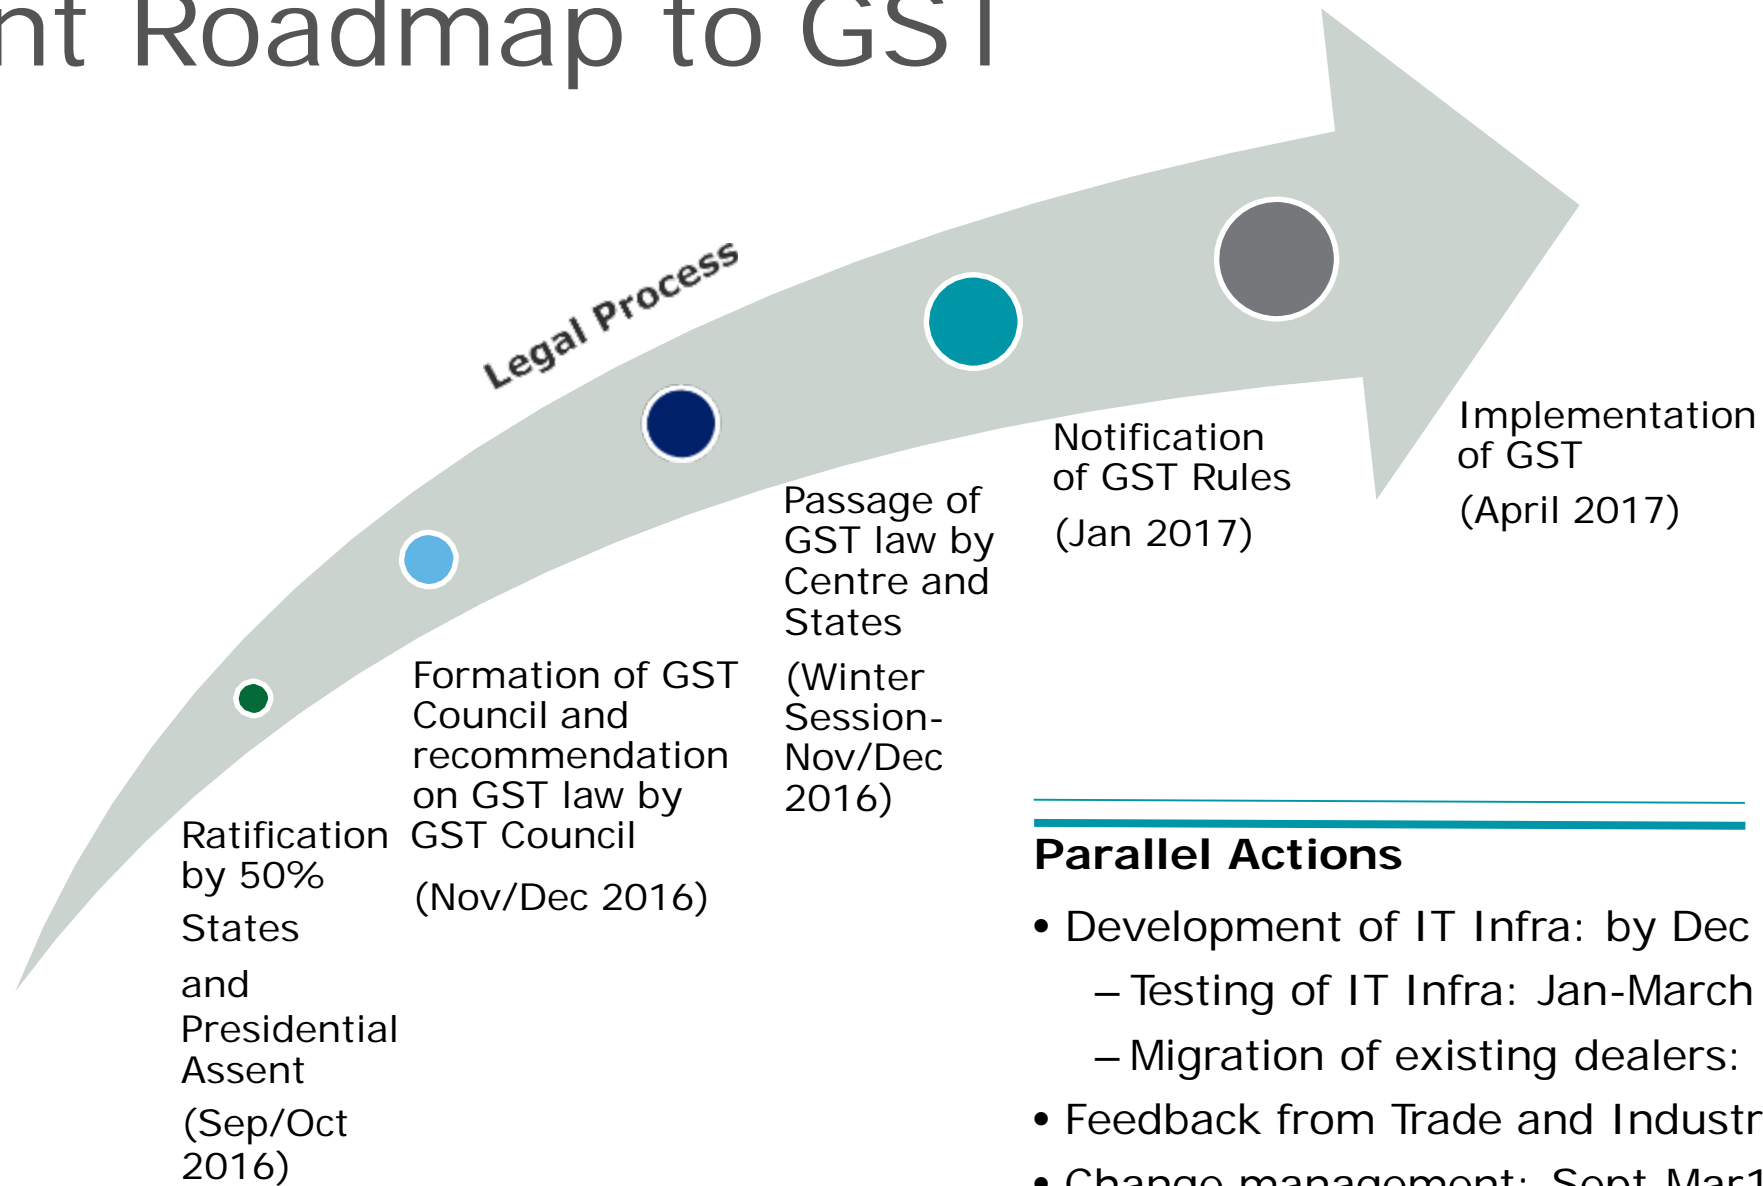 nt Roadmap to GST
Legal Process
Ratification
by 50%
States
and
Presidential
Assent
(Sep/Oct
2016)
Formation of GST
Council and
recommendation
on GST law by
GST Council
(Nov/Dec 2016)
Passage of
GST law by
Centre and
States
(Winter
Session-
Nov/Dec
2016)
Notification
of GST Rules
(Jan 2017)
Implementation
of GST
(April 2017)
Parallel Actions
• Development of IT Infra: by Dec
– Testing of IT Infra: Jan-March
– Migration of existing dealers:
• Feedback from Trade and Industr
• Change management: Sept-Mar1